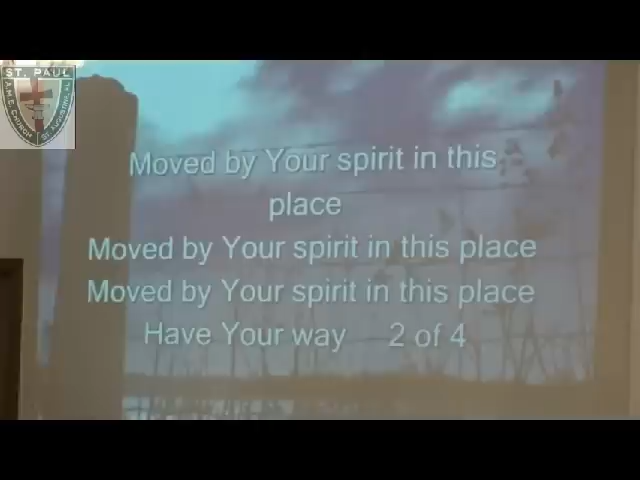 ST. PAUL
A.M.E. CHURCH
Moved by Your spirit in this
place
Moved by Your spirit in this place
Moved by Your spirit in this place
Have Your way 2 of 4